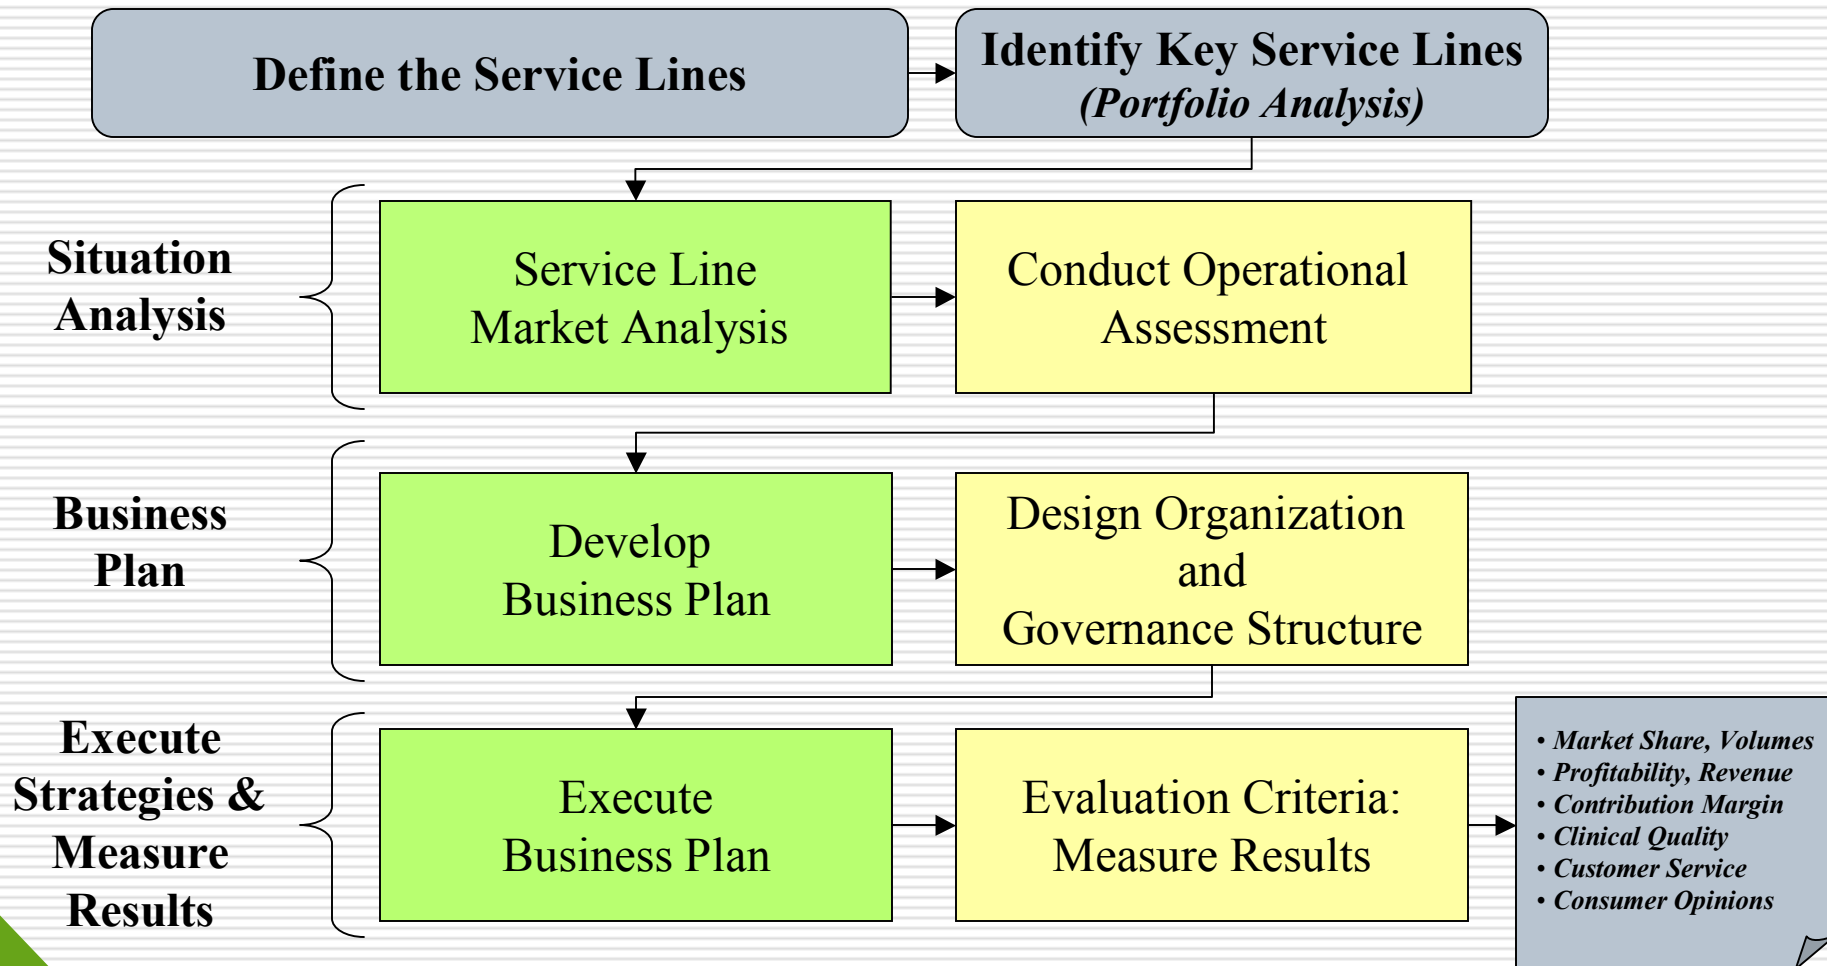 Define the Service Lines
Identify Key Service Lines
(Portfolio Analysis)
Situation
Analysis
Service Line
Market Analysis
Conduct Operational
Assessment
Business
Plan
Develop
Business Plan
Design Organization
and
Governance Structure
Execute
Strategies &
Measure
Results
Execute
Business Plan
Evaluation Criteria:
Measure Results
• Market Share, Volumes
• Profitability, Revenue
• Contribution Margin
• Clinical Quality
• Customer Service
• Consumer Opinions